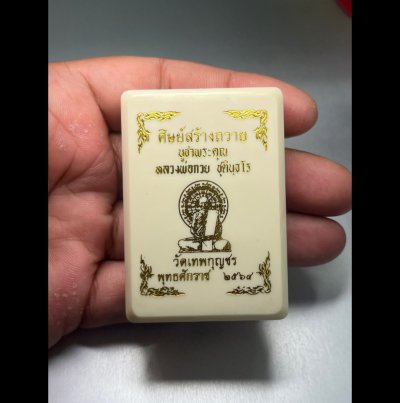 ศิษย์สร้างถวาย
บูชาพระคุณ
หลวงพ่อกวย ชุตินฺธโร
วัดเทพกุญชร
พุทธศักราช ๒๕๖๔